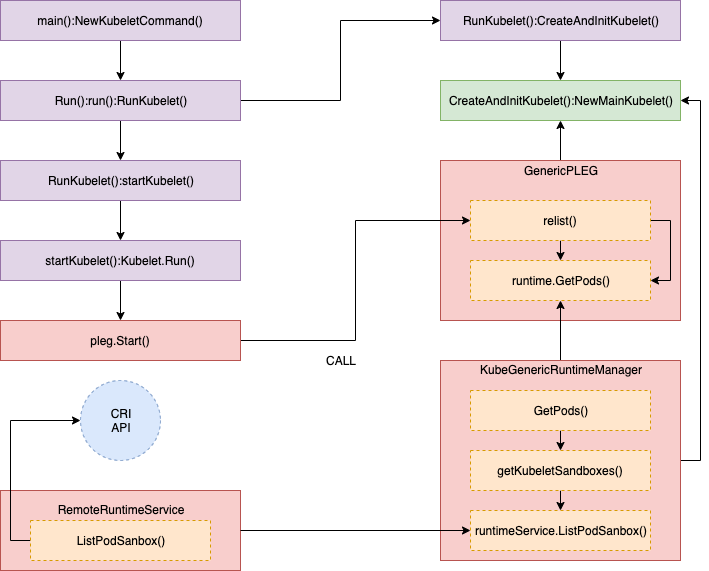 main():NewKubeletCommand()
Run():run():RunKubelet()
RunKubelet():startKubelet()
startKubelet():Kubelet.Run()
pleg.Start()
CALL
CRI
API
RemoteRuntimeService
ListPodSanbox()
RunKubelet():CreateAndInitKubelet()
CreateAndInitKubelet():NewMainKubelet()
GenericPLEG
relist()
runtime.GetPods()
KubeGenericRuntimeManager
GetPods()
getKubeletSandboxes()
runtimeService.ListPodSanbox()